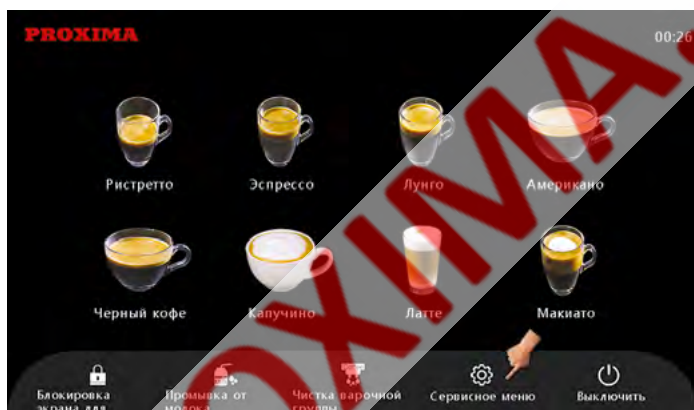 PROXIMA
00:26
Ристретто
Эспрессо
Лунго
Американо
Черный кофе
Капучино
Латте
Макиато
Блокировка
экрана для
Промывка от
молока
Чистка варочной
группы
Сервисное меню
Выключить
OXIMA.